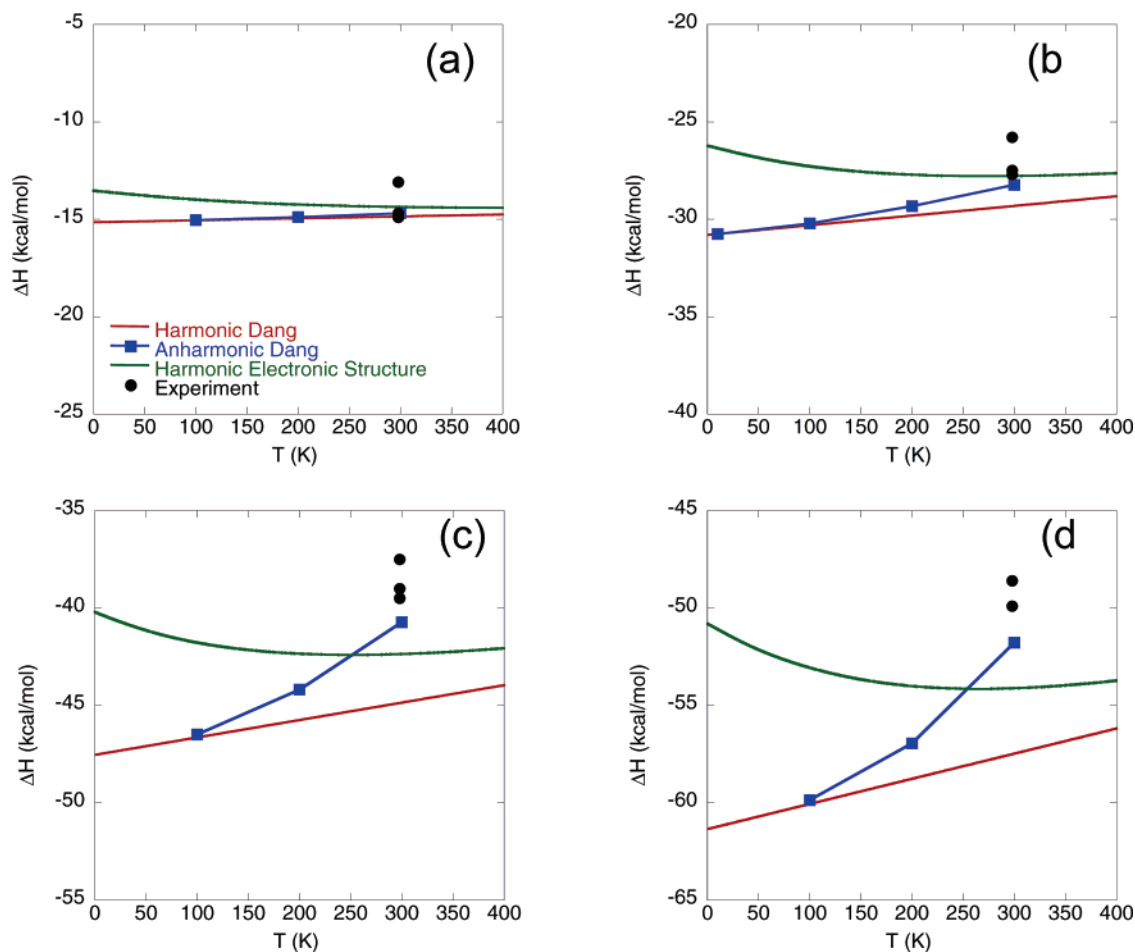 (a)
-5
-10
-15
-20
-25
ΔH (kcal/mol)
Harmonic Dang
Anharmonic Dang
Harmonic Electronic Structure
Experiment
0 50 100 150 200 250 300 350 400
T (K)
(b
-20
-25
-30
-35
-40
ΔH (kcal/mol)
0 50 100 150 200 250 300 350 400
T (K)
(c)
-35
-40
-45
-50
-55
ΔH (kcal/mol)
0 50 100 150 200 250 300 350 400
T (K)
(d
-45
-50
-55
-60
-65
ΔH (kcal/mol)
0 50 100 150 200 250 300 350 400
T (K)